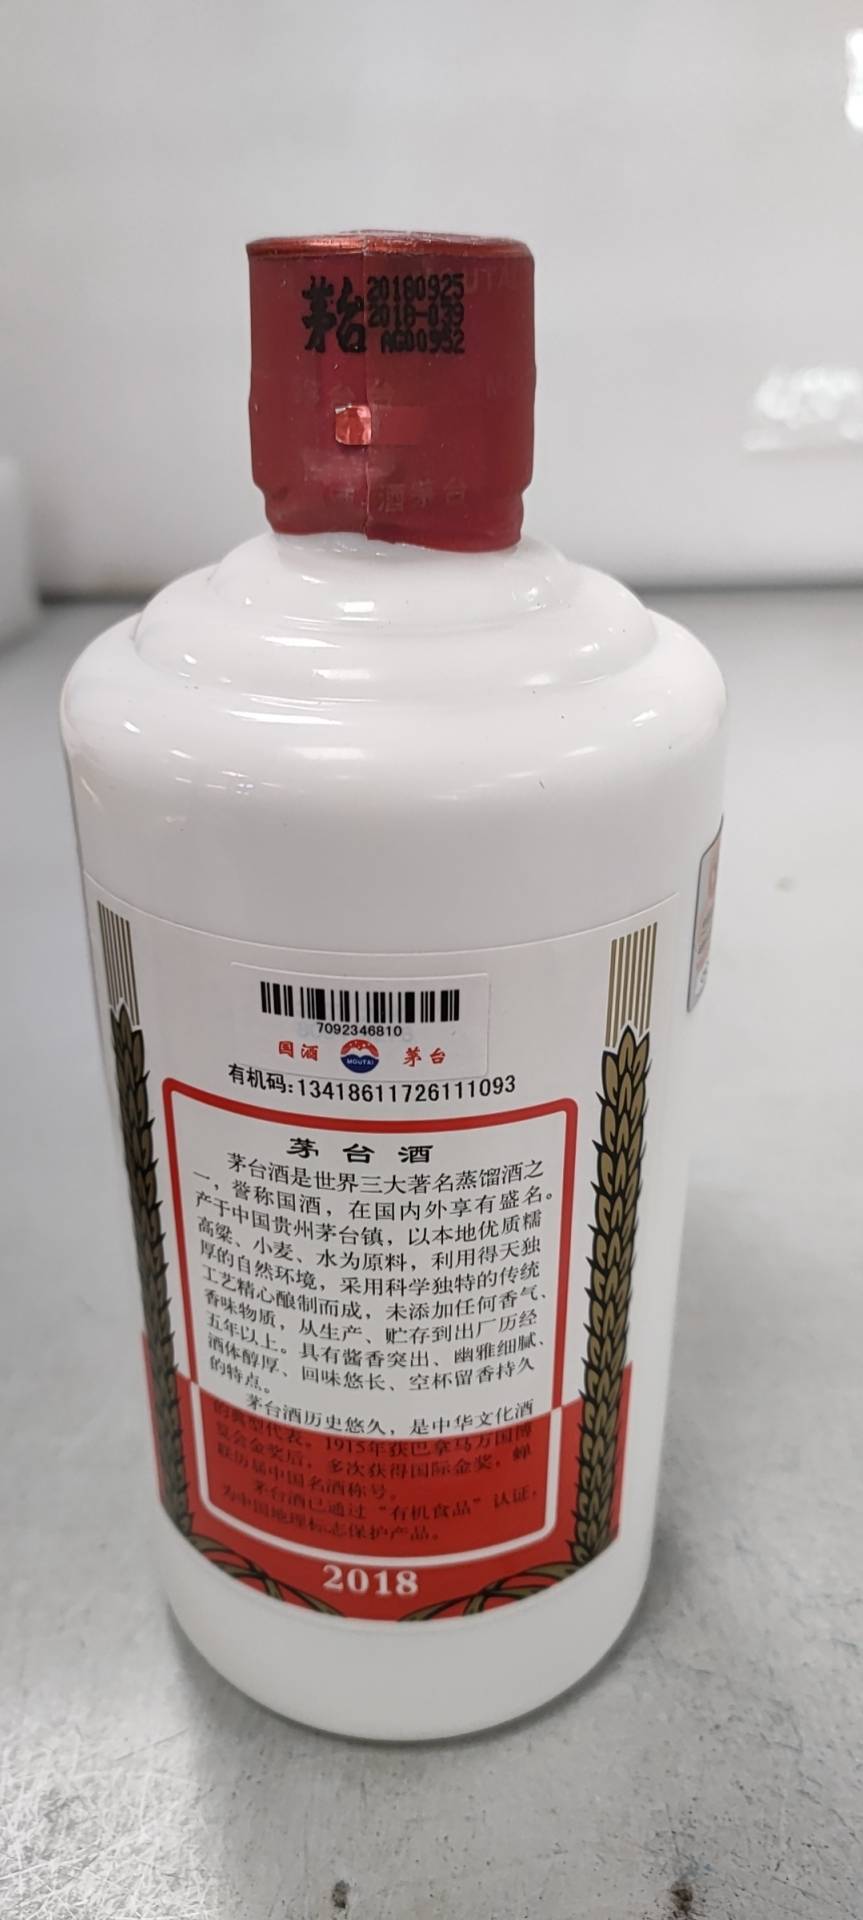 茅台
20180925
2018-039
AG00952
酒茅台
7092346810
国酒 MOUTAI 茅台
有机码:13418611726111093
茅台酒
茅台酒是世界三大著名蒸馏酒之
一，誉称国酒，在国内外享有盛名。
产于中国贵州茅台镇，以本地优质糯
高粱、小麦、水为原料，利用得天独
厚的自然环境，采用科学独特的传统
工艺精心酿制而成，未添加任何香气、
香味物质，从生产、贮存到出厂历经
五年以上。具有酱香突出、幽雅细腻、
酒体醇厚、回味悠长、空杯留香持久
的特点。
茅台酒历史悠久，是中华文化酒
的典型代表。1915年获巴拿马万国博
览会金奖后，多次获得国际金奖，蝉
联历届中国名酒称号。
茅台酒已通过“有机食品”认证，
为中国地理标志保护产品。
2018